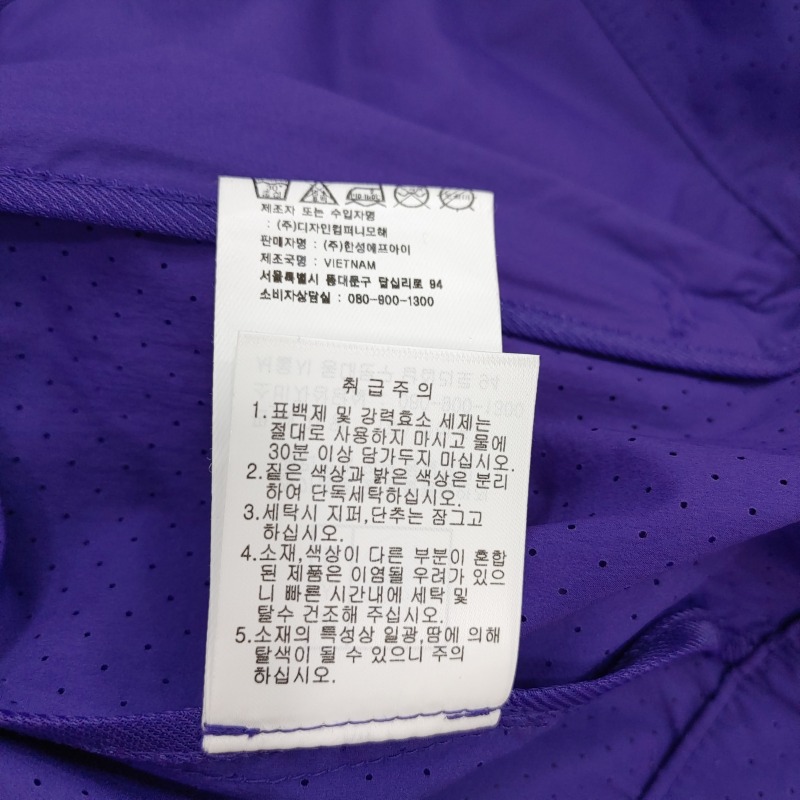 제조자 또는 수입자명
: (주)디자인컴퍼니모해
판매자명 : (주)한성에프아이
제조국명 : VIETNAM
서울특별시 동대문구 답십리로 94
소비자상담실 : 080-900-1300
취급주의
1. 표백제 및 강력효소 세제는
절대로 사용하지 마시고 물에
30분 이상 담가두지 마십시오.
2. 짙은 색상과 밝은 색상은 분리
하여 단독세탁하십시오.
3. 세탁시 지퍼,단추는 잠그고
하십시오.
4. 소재,색상이 다른 부분이 혼합
된 제품은 이염될 우려가 있으
니 빠른 시간내에 세탁 및
탈수 건조해 주십시오.
5. 소재의 특성상 일광,땀에 의해
탈색이 될 수 있으니 주의
하십시오.